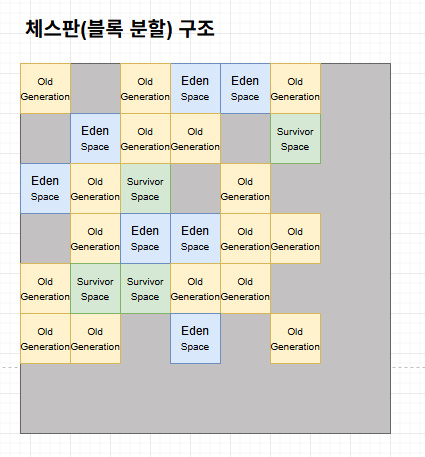 체스판(블록 분할) 구조
Old Generation
Old Generation
Eden Space
Eden Space
Old Generation
Eden Space
Old Generation
Old Generation
Survivor Space
Eden Space
Old Generation
Survivor Space
Old Generation
Old Generation
Eden Space
Eden Space
Old Generation
Old Generation
Old Generation
Survivor Space
Survivor Space
Old Generation
Old Generation
Old Generation
Old Generation
Eden Space
Old Generation